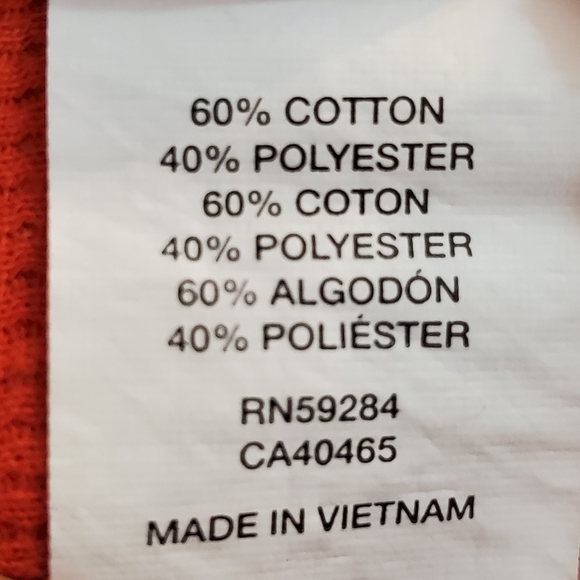 60% COTTON
40% POLYESTER
60% COTON
40% POLYESTER
60% ALGODÓN
40% POLIÉSTER
RN59284
CA40465
MADE IN VIETNAM